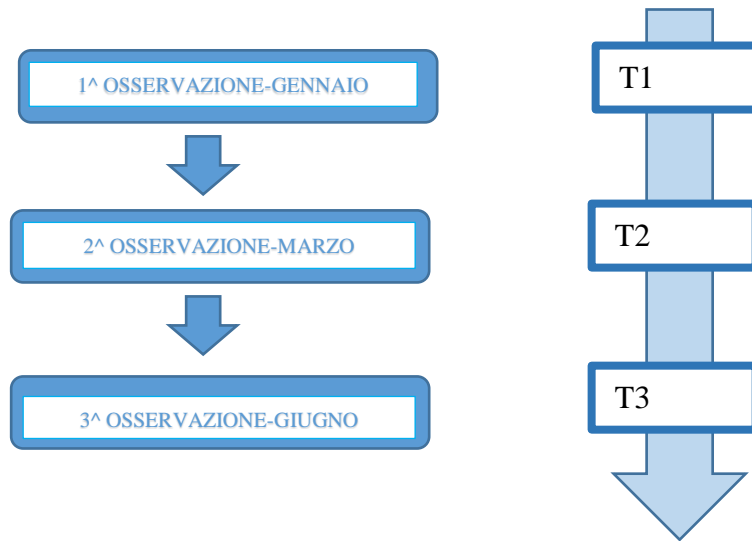 1^ OSSERVAZIONE-GENNAIO
T1
2^ OSSERVAZIONE-MARZO
T2
3^ OSSERVAZIONE-GIUGNO
T3